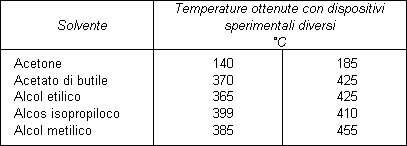 Solvente
Temperature ottenute con dispositivi
sperimentali diversi
°C
Acetone 140 185
Acetato di butile 370 425
Alcol etilico 365 425
Alcos isopropiloco 399 410
Alcol metilico 385 455